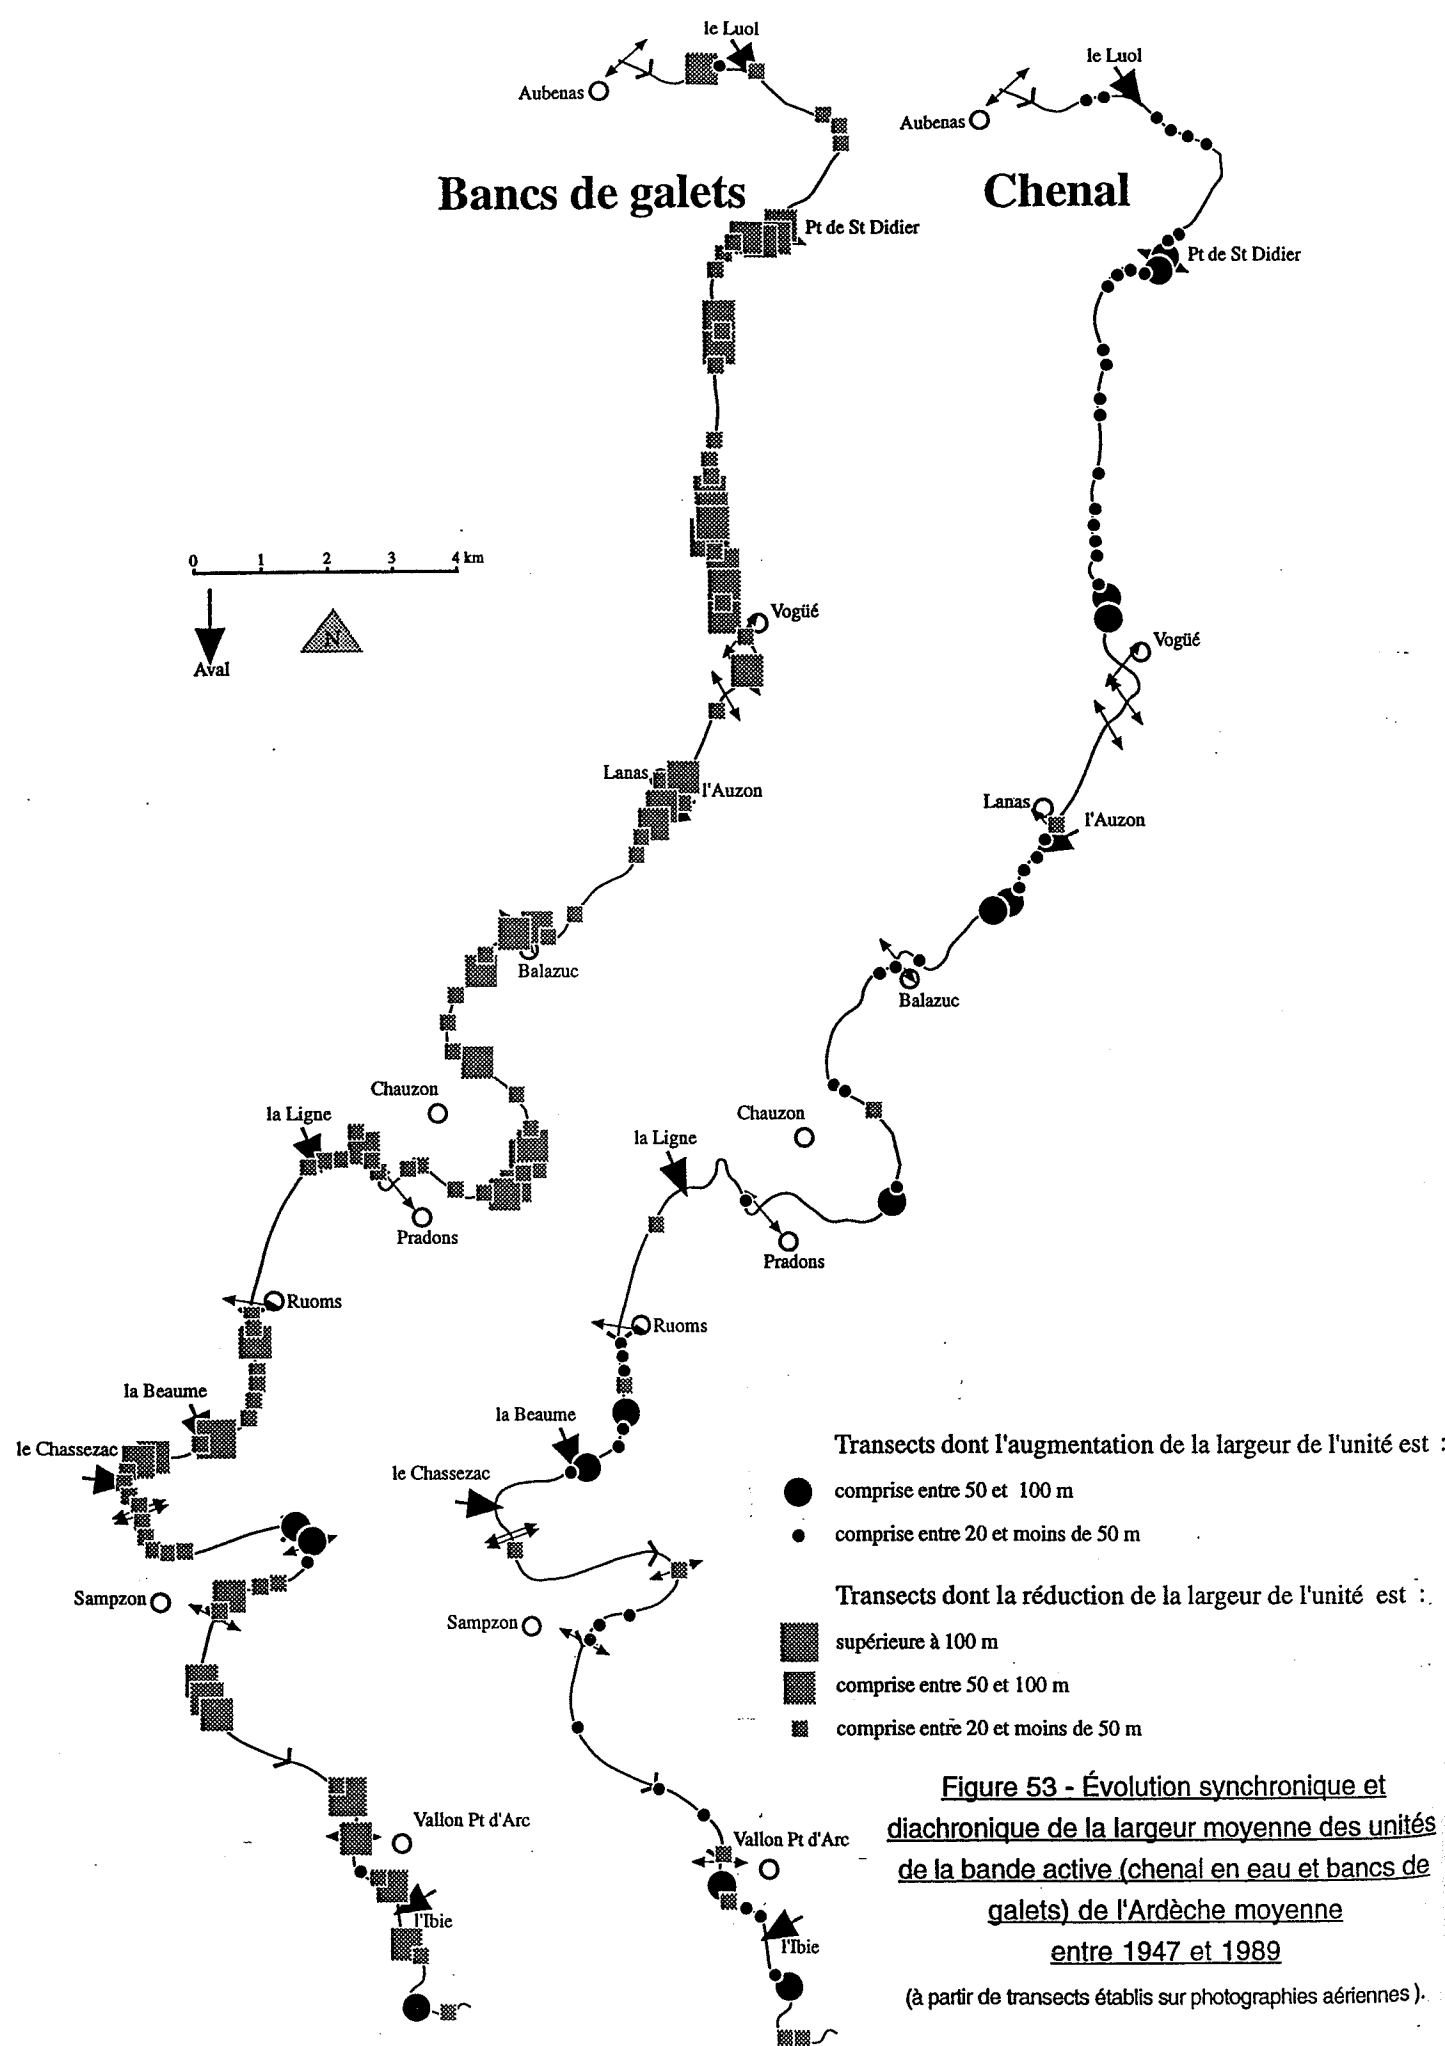 le Luol
Aubenas
Bancs de galets
Pt de St Didier
0 1 2 3 4 km
N
Aval
Vogüé
Lanas
l'Auzon
Balazuc
Chauzon
la Ligne
Pradons
Ruoms
la Beaume
le Chassezac
Sampzon
Vallon Pt d'Arc
l'Ibie
le Luol
Aubenas
Chenal
Pt de St Didier
Vogüé
Lanas
l'Auzon
Balazuc
Chauzon
la Ligne
Pradons
Ruoms
la Beaume
le Chassezac
Sampzon
Vallon Pt d'Arc
l'Ibie
Transects dont l'augmentation de la largeur de l'unité est :
comprise entre 50 et 100 m
comprise entre 20 et moins de 50 m
Transects dont la réduction de la largeur de l'unité est :
supérieure à 100 m
comprise entre 50 et 100 m
comprise entre 20 et moins de 50 m
Figure 53 - Évolution synchronique et
diachronique de la largeur moyenne des unités
de la bande active (chenal en eau et bancs de
galets) de l'Ardèche moyenne
entre 1947 et 1989
(à partir de transects établis sur photographies aériennes).